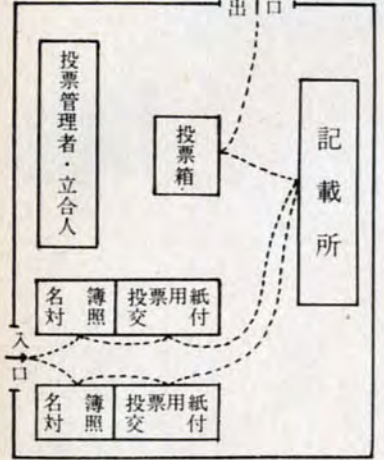 出口
投票管理者・立合人
投票箱
記載所
名簿対照
投票用紙交付
入口
名簿対照
投票用紙交付